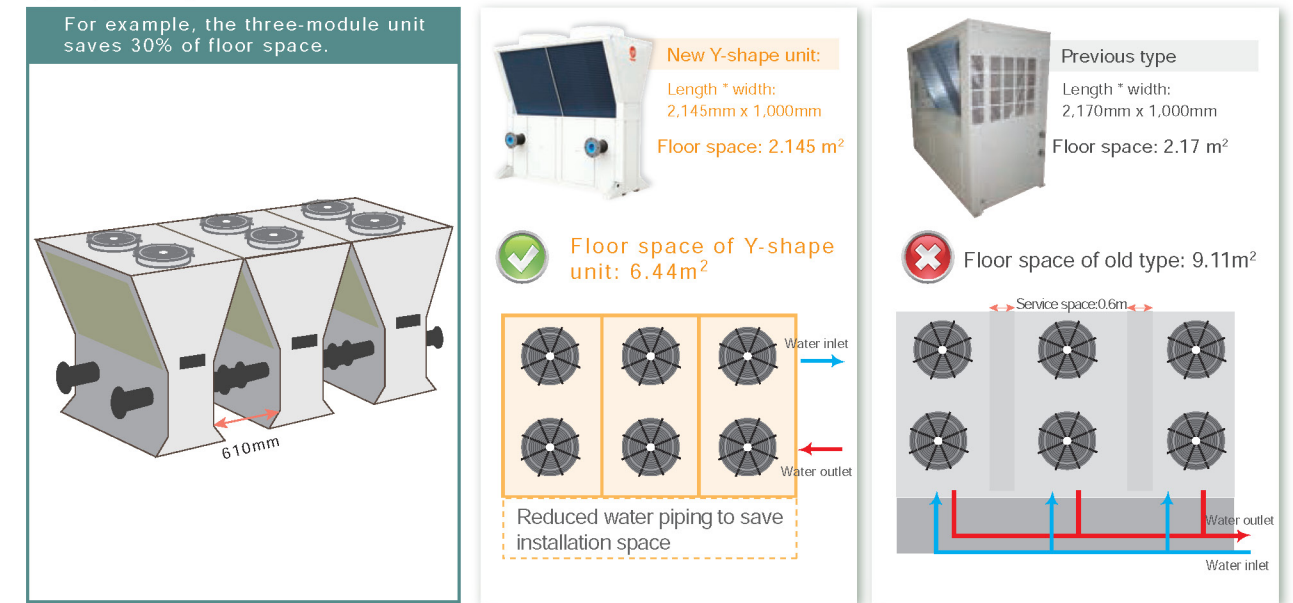 For example, the three-module unit
saves 30% of floor space.
610mm
New Y-shape unit:
Length * width:
2,145mm x 1,000mm
Floor space: 2.145 m²
Floor space of Y-shape
unit: 6.44m²
Water inlet
Water outlet
Reduced water piping to save
installation space
Previous type
Length * width:
2,170mm x 1,000mm
Floor space: 2.17 m²
Floor space of old type: 9.11m²
Service space:0.6m
Water outlet
Water inlet